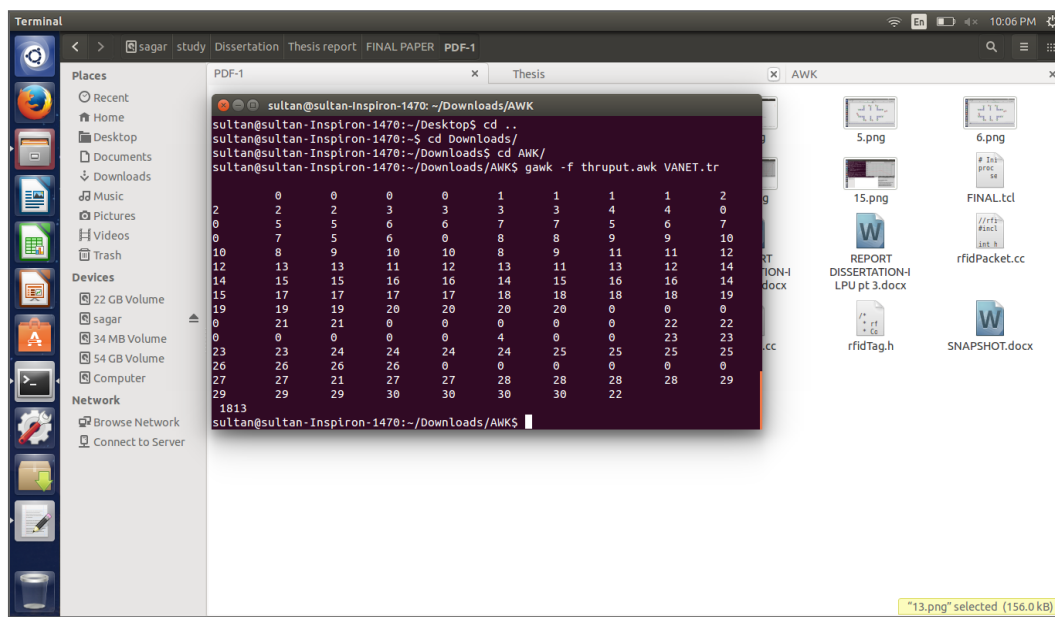 Terminal
En
10:06 PM
sagar study Dissertation Thesis report FINAL PAPER PDF-1
Places
Recent
Home
Desktop
Documents
Downloads
Music
Pictures
Videos
Trash
Devices
22 GB Volume
sagar
34 MB Volume
54 GB Volume
Computer
Network
Browse Network
Connect to Server
PDF-1
Thesis
AWK
sultan@sultan-Inspiron-1470: ~/Downloads/AWK
sultan@sultan-Inspiron-1470:~/Desktop$ cd ..
sultan@sultan-Inspiron-1470:~$ cd Downloads/
sultan@sultan-Inspiron-1470:~/Downloads$ cd AWK/
sultan@sultan-Inspiron-1470:~/Downloads/AWK$ gawk -f thruput.awk VANET.tr
0 0 0 0 1 1 1 1 2
2 2 2 3 3 3 3 4 4 0
0 5 5 6 6 7 7 5 6 7
0 7 5 6 0 8 8 9 9 10
10 8 9 10 10 8 9 11 11 12
12 13 13 11 12 13 11 13 12 14
14 15 15 16 16 14 15 16 16 14
15 17 17 17 17 18 18 18 18 19
19 19 19 20 20 20 20 0 0 0
0 21 21 0 0 0 0 0 22 22
0 0 0 0 0 4 0 0 23 23
23 23 24 24 24 24 25 25 25 25
26 26 26 26 0 0 0 0 0 0
27 27 21 27 27 28 28 28 28 29
29 29 29 30 30 30 30 22
1813
sultan@sultan-Inspiron-1470:~/Downloads/AWK$
5.png
6.png
15.png
# Ini
proc
se
FINAL.tcl
RT
TION-I
docx
W
REPORT
DISSERTATION-I
LPU pt 3.docx
//rfi
#incl
int h
rfidPacket.cc
.cc
/*
* rf
* Co
rfidTag.h
W
SNAPSHOT.docx
"13.png" selected (156.0 kB)